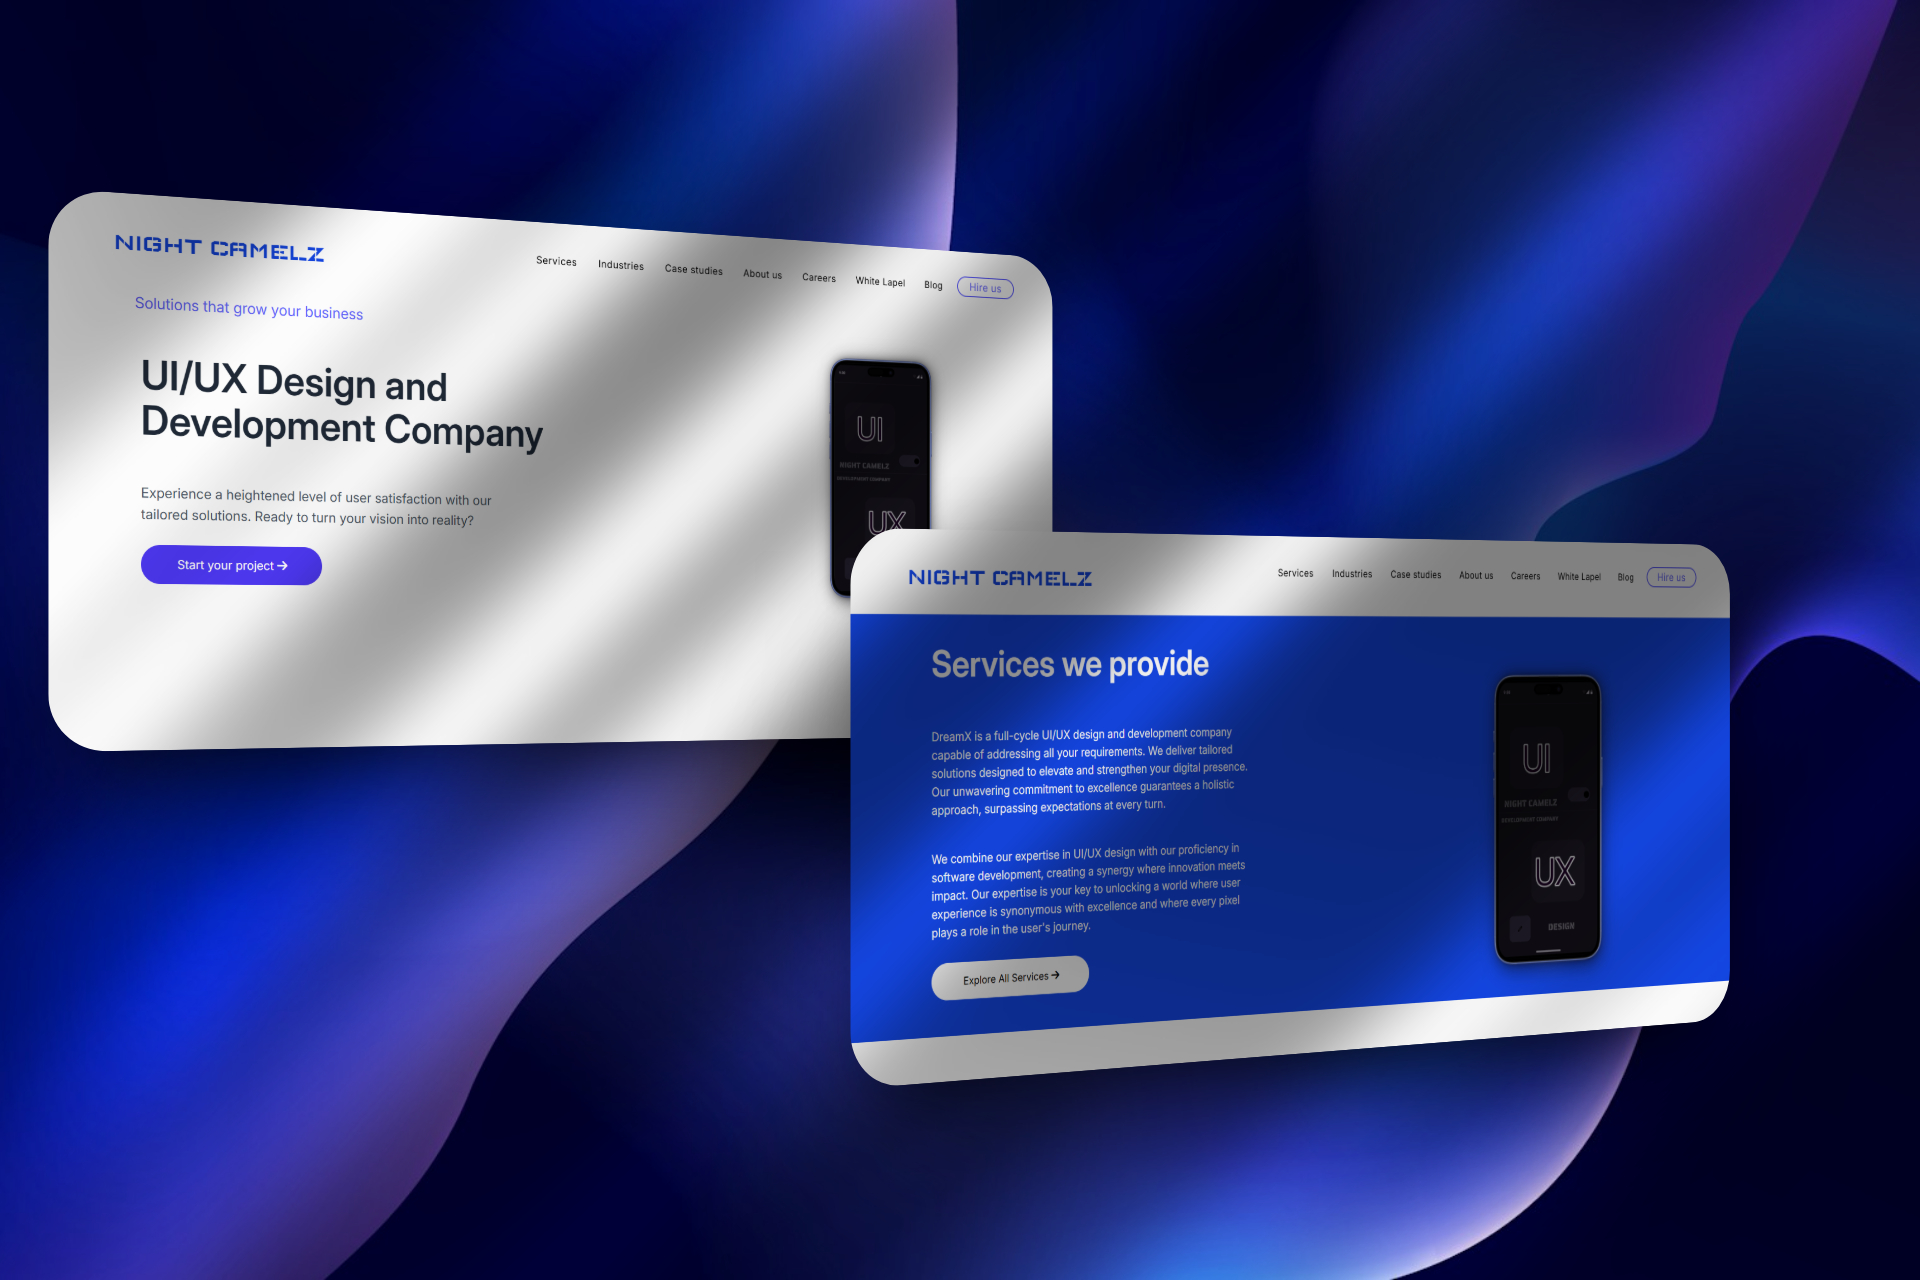 NIGHT CAMELZ
Services Industries Case studies About us Careers White Lapel Blog Hire us
Solutions that grow your business
UI/UX Design and
Development Company
Experience a heightened level of user satisfaction with our
tailored solutions. Ready to turn your vision into reality?
Start your project →
UI
NIGHT CAMELZ
DEVELOPMENT COMPANY
UX
NIGHT CAMELZ
Services Industries Case studies About us Careers White Lapel Blog Hire us
Services we provide
DreamX is a full-cycle UI/UX design and development company
capable of addressing all your requirements. We deliver tailored
solutions designed to elevate and strengthen your digital presence.
Our unwavering commitment to excellence guarantees a holistic
approach, surpassing expectations at every turn.
We combine our expertise in UI/UX design with our proficiency in
software development, creating a synergy where innovation meets
impact. Our expertise is your key to unlocking a world where user
experience is synonymous with excellence and where every pixel
plays a role in the user's journey.
Explore All Services →
UI
NIGHT CAMELZ
DEVELOPMENT COMPANY
UX
DESIGN